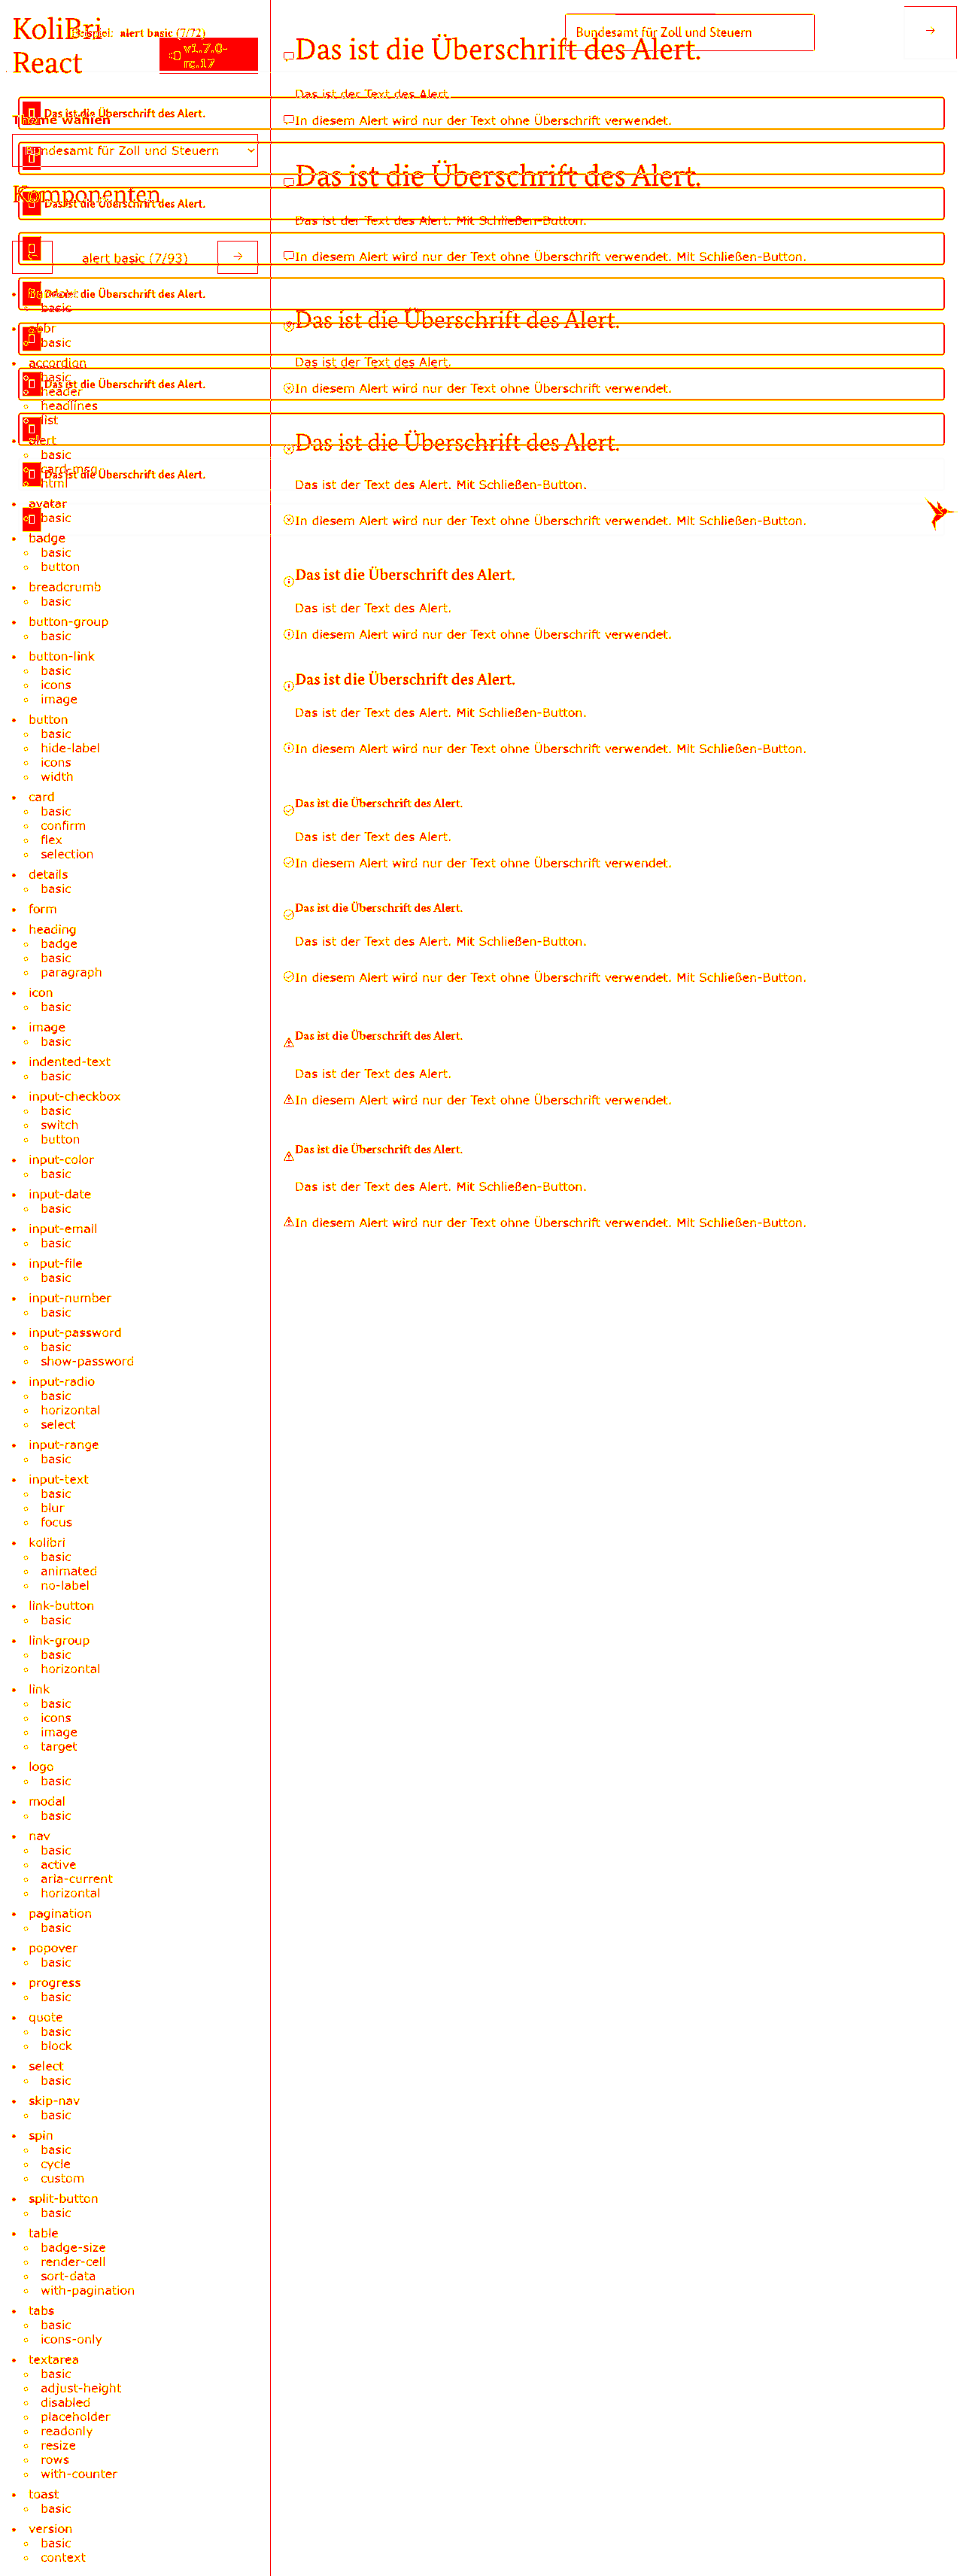 KoliBri
React
Beispiel: alert basic (7/72)
v1.7.0-
rc.17
Bundesamt für Zoll und Steuern
Theme wählen
Bundesamt für Zoll und Steuern
Komponenten
alert basic (7/93)
basic
abbr
basic
accordion
basic
header
headlines
list
alert
basic
card-msg
html
avatar
basic
badge
basic
button
breadcrumb
basic
button-group
basic
button-link
basic
icons
image
button
basic
hide-label
icons
width
card
basic
confirm
flex
selection
details
basic
form
heading
badge
basic
paragraph
icon
basic
image
basic
indented-text
basic
input-checkbox
basic
switch
button
input-color
basic
input-date
basic
input-email
basic
input-file
basic
input-number
basic
input-password
basic
show-password
input-radio
basic
horizontal
select
input-range
basic
input-text
basic
blur
focus
kolibri
basic
animated
no-label
link-button
basic
link-group
basic
horizontal
link
basic
icons
image
target
logo
basic
modal
basic
nav
basic
active
aria-current
horizontal
pagination
basic
popover
basic
progress
basic
quote
basic
block
select
basic
skip-nav
basic
spin
basic
cycle
custom
split-button
basic
table
badge-size
render-cell
sort-data
with-pagination
tabs
basic
icons-only
textarea
basic
adjust-height
disabled
placeholder
readonly
resize
rows
with-counter
toast
basic
version
basic
context
Das ist die Überschrift des Alert.
Das ist die Überschrift des Alert.
Das ist die Überschrift des Alert.
Das ist die Überschrift des Alert.
Das ist die Überschrift des Alert.
Das ist die Überschrift des Alert.
Das ist der Text des Alert.
In diesem Alert wird nur der Text ohne Überschrift verwendet.
Das ist die Überschrift des Alert.
Das ist der Text des Alert. Mit Schließen-Button.
In diesem Alert wird nur der Text ohne Überschrift verwendet. Mit Schließen-Button.
Das ist die Überschrift des Alert.
Das ist der Text des Alert.
In diesem Alert wird nur der Text ohne Überschrift verwendet.
Das ist die Überschrift des Alert.
Das ist der Text des Alert. Mit Schließen-Button.
In diesem Alert wird nur der Text ohne Überschrift verwendet. Mit Schließen-Button.
Das ist die Überschrift des Alert.
Das ist der Text des Alert.
In diesem Alert wird nur der Text ohne Überschrift verwendet.
Das ist die Überschrift des Alert.
Das ist der Text des Alert. Mit Schließen-Button.
In diesem Alert wird nur der Text ohne Überschrift verwendet. Mit Schließen-Button.
Das ist die Überschrift des Alert.
Das ist der Text des Alert.
In diesem Alert wird nur der Text ohne Überschrift verwendet.
Das ist die Überschrift des Alert.
Das ist der Text des Alert. Mit Schließen-Button.
In diesem Alert wird nur der Text ohne Überschrift verwendet. Mit Schließen-Button.
Das ist die Überschrift des Alert.
Das ist der Text des Alert.
In diesem Alert wird nur der Text ohne Überschrift verwendet.
Das ist die Überschrift des Alert.
Das ist der Text des Alert. Mit Schließen-Button.
In diesem Alert wird nur der Text ohne Überschrift verwendet. Mit Schließen-Button.